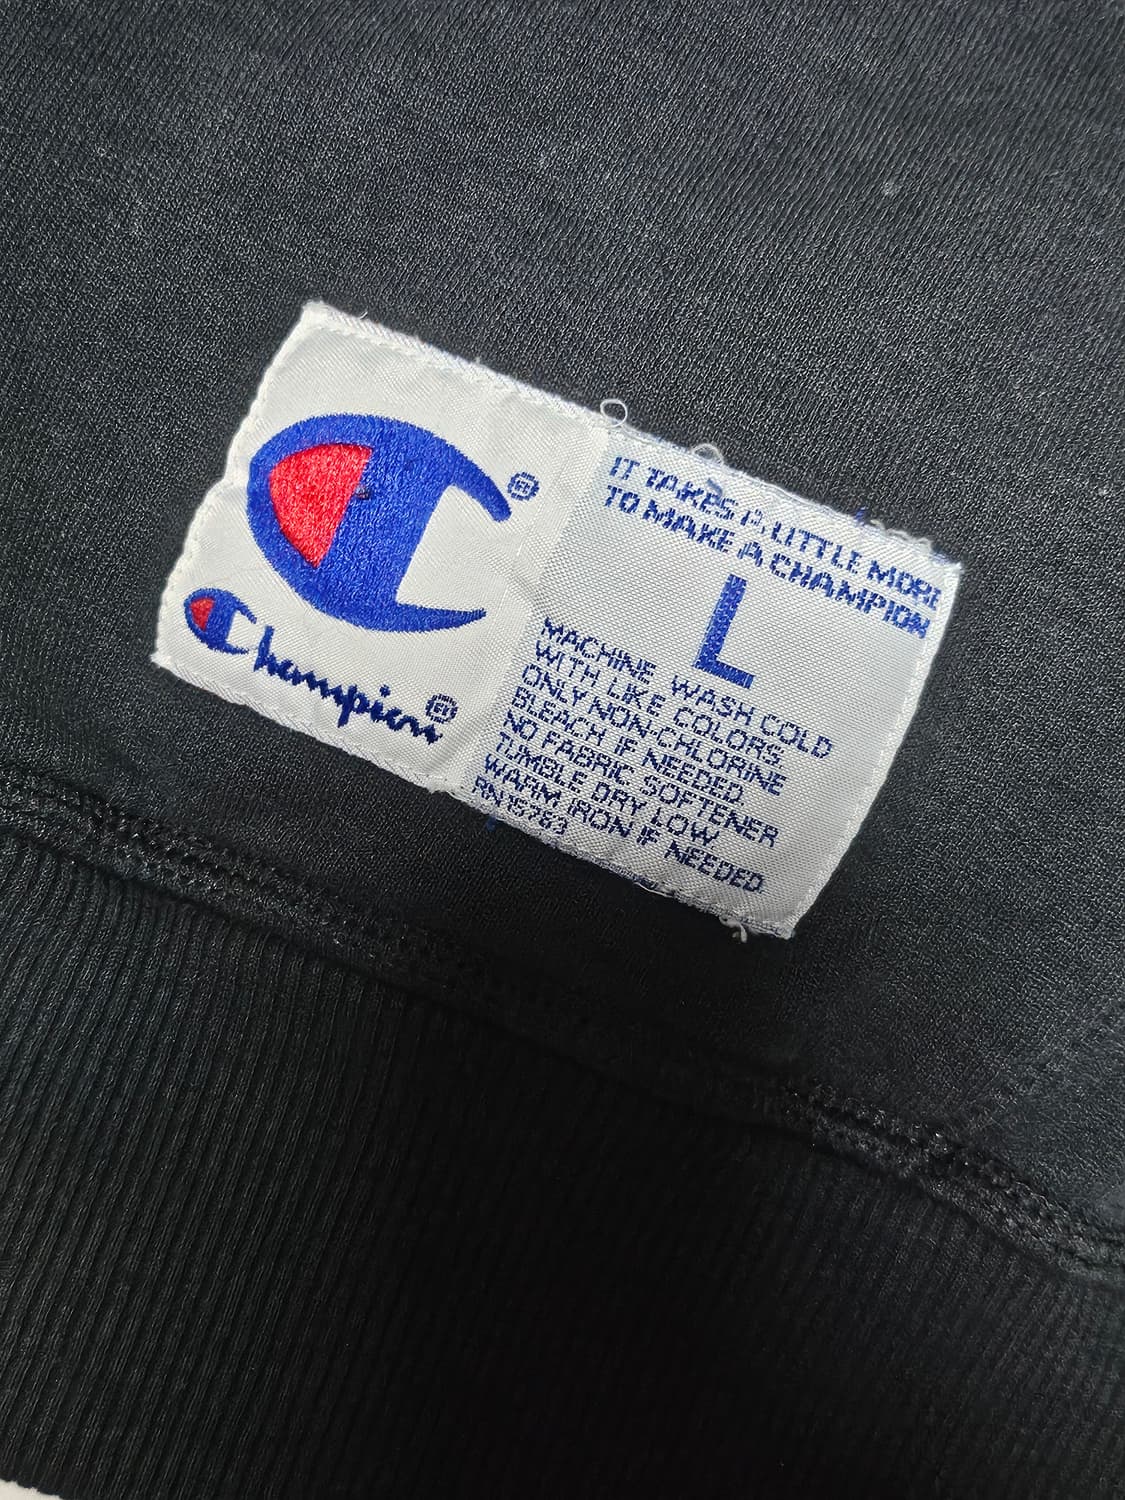 ®
Champion®
IT TAKES A LITTLE MORE
TO MAKE A CHAMPION
L
MACHINE WASH COLD
WITH LIKE COLORS.
ONLY NON-CHLORINE
BLEACH IF NEEDED.
NO FABRIC SOFTENER
TUMBLE DRY LOW
WARM IRON IF NEEDED
RN15763